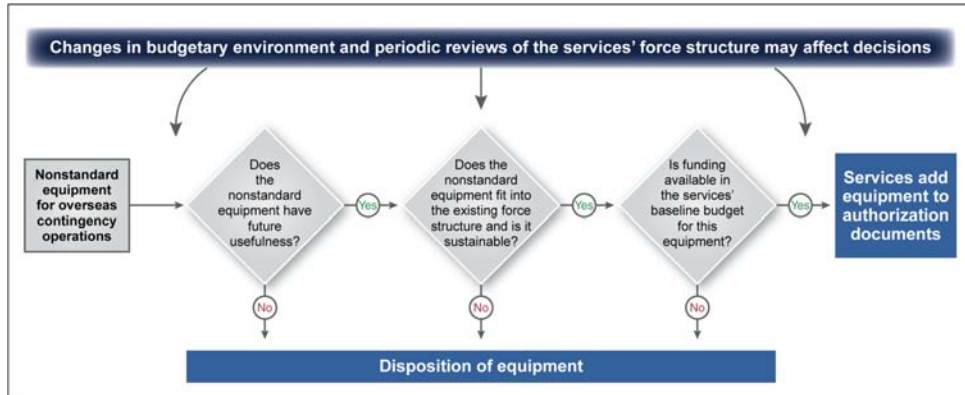 Changes in budgetary environment and periodic reviews of the services' force structure may affect decisions
Nonstandard
equipment
for overseas
contingency
operations
Does
the
nonstandard
equipment have
future
usefulness?
Yes
Does the
nonstandard
equipment fit into
the existing force
structure and is it
sustainable?
Yes
Is funding
available in
the services'
baseline budget
for this
equipment?
Yes
Services add
equipment to
authorization
documents
No
No
No
Disposition of equipment